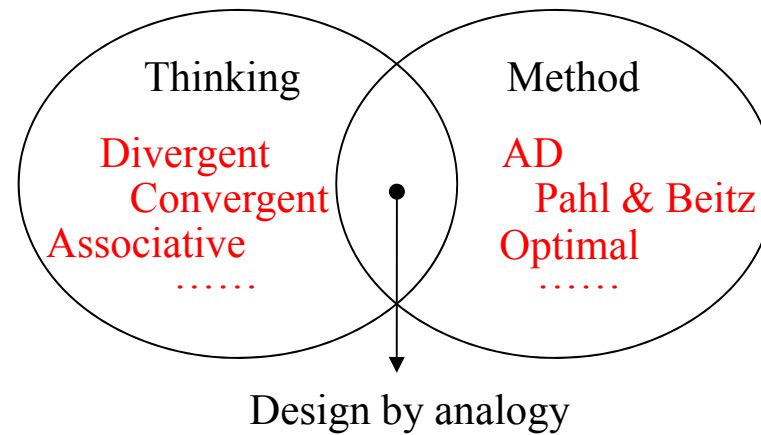 Thinking
Divergent
Convergent
Associative
......
Method
AD
Pahl & Beitz
Optimal
......
Design by analogy